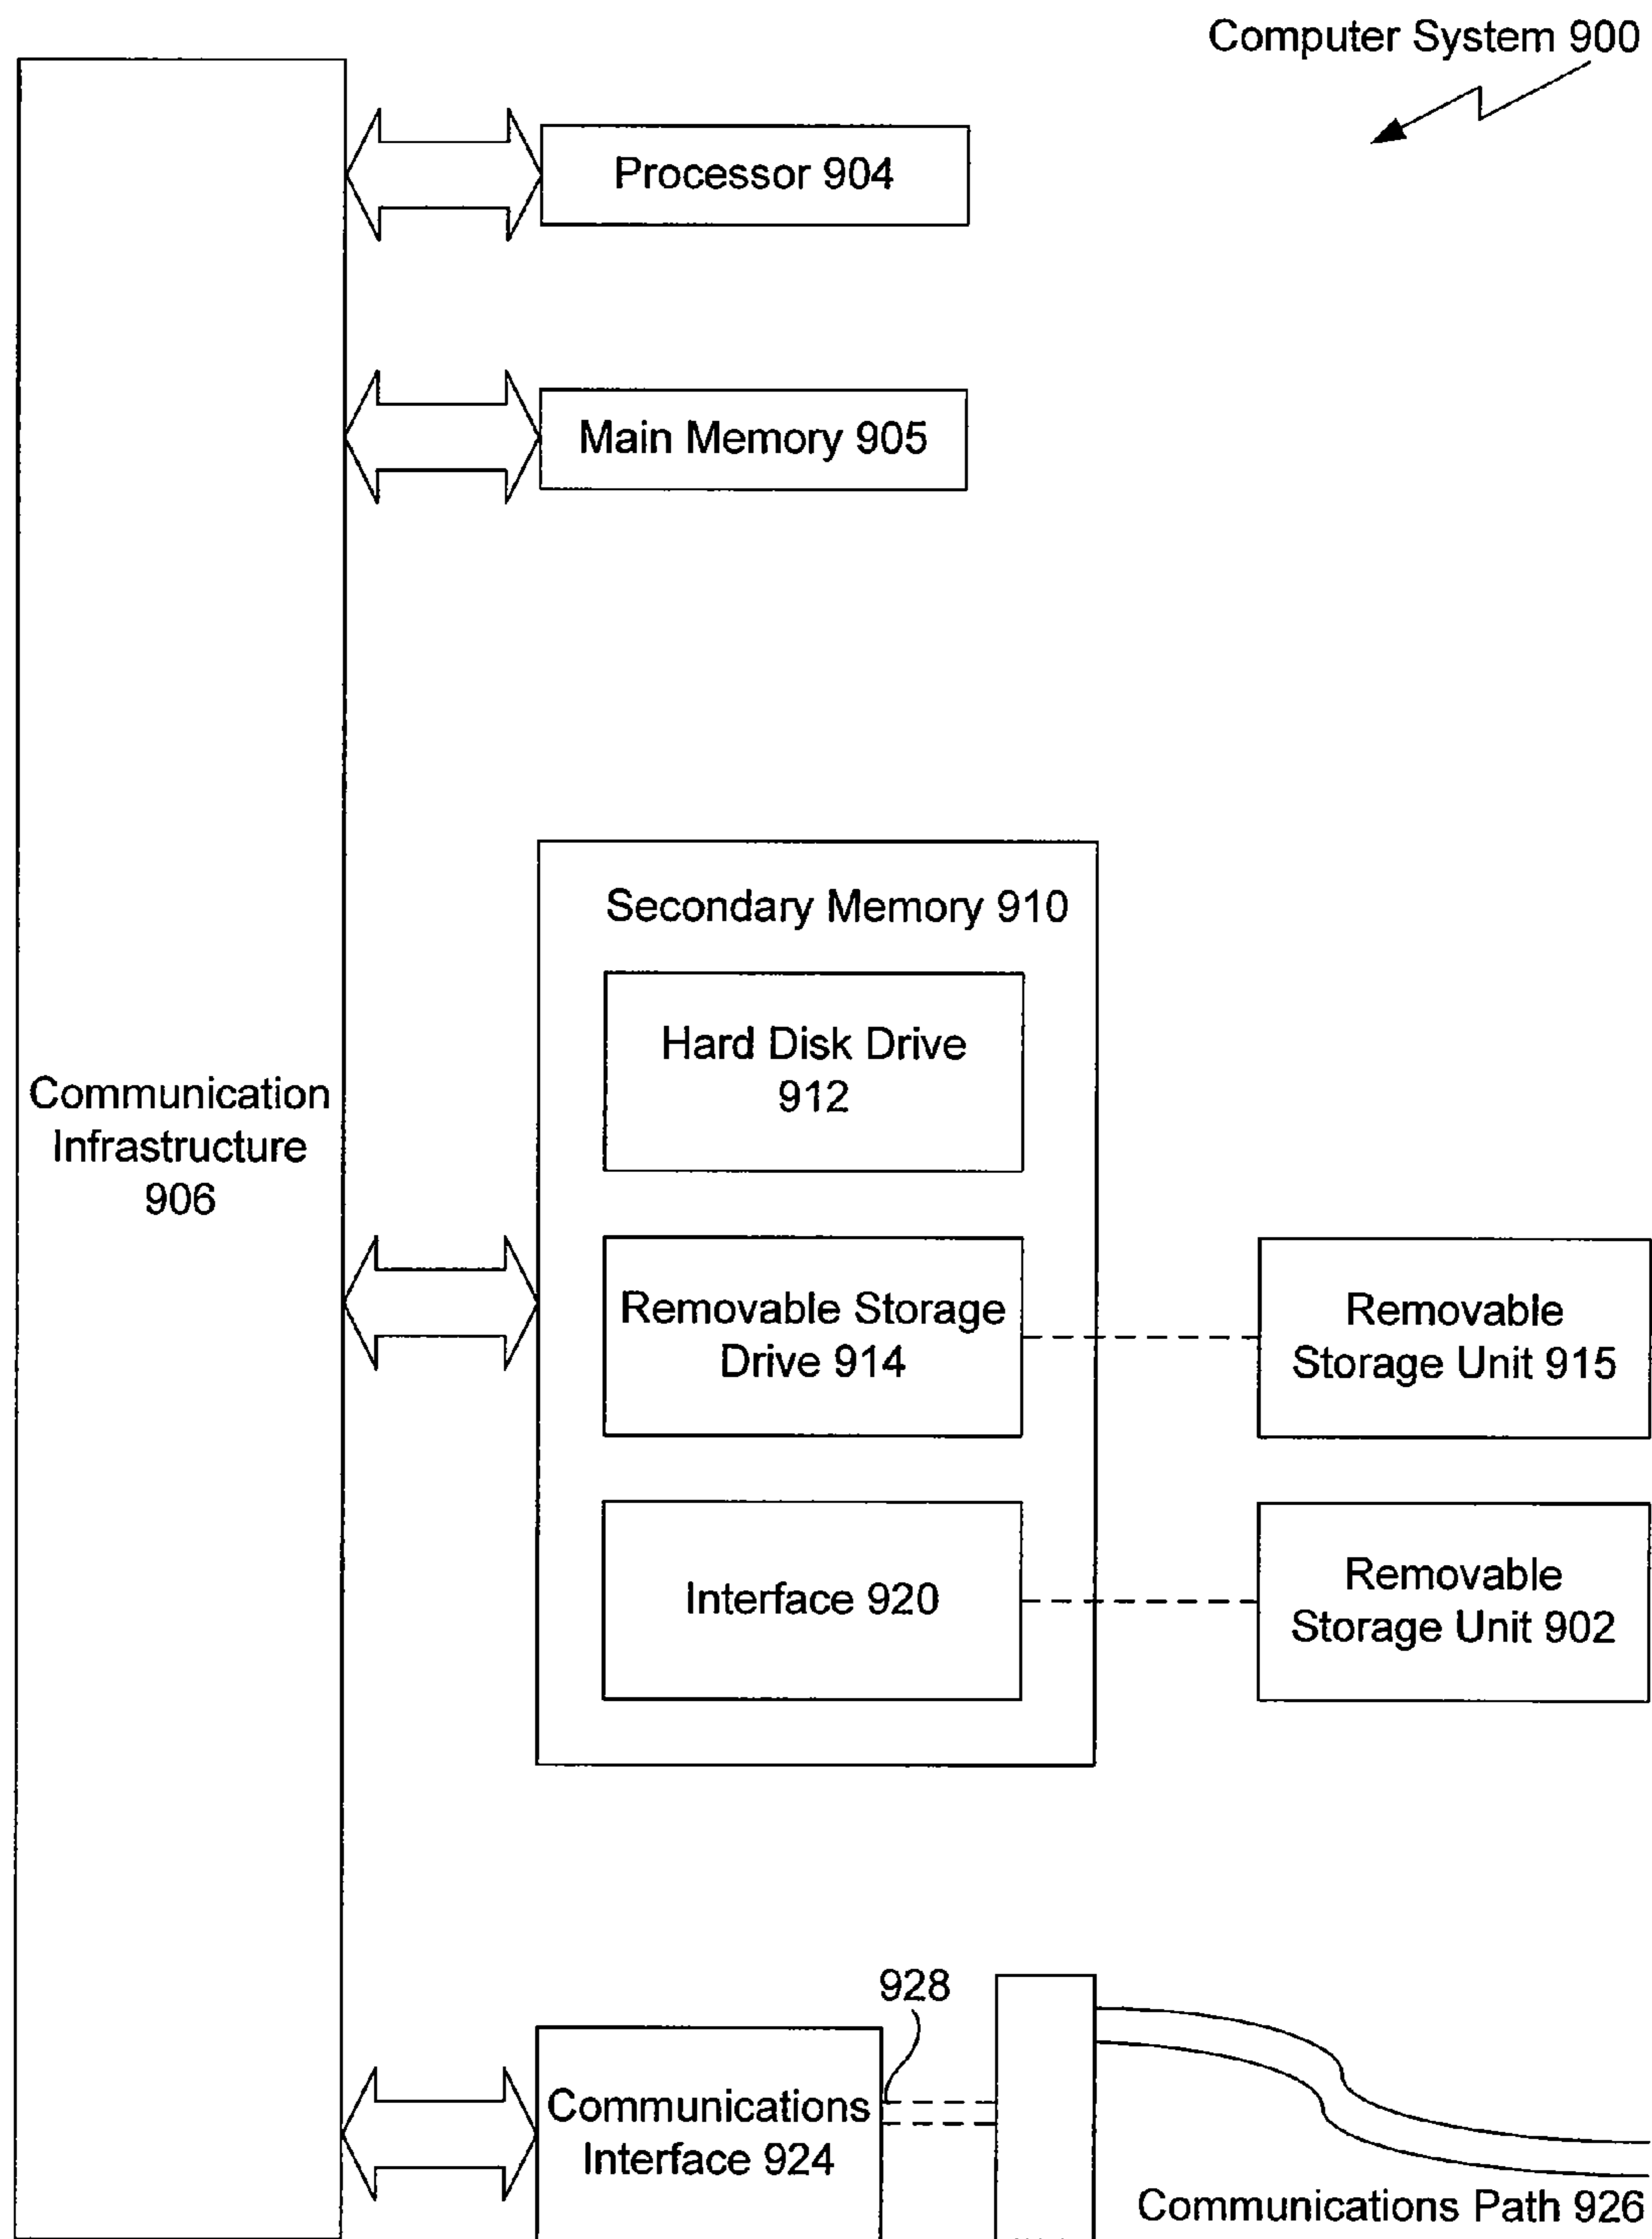 Computer System 900
Processor 904
Main Memory 905
Secondary Memory 910
Hard Disk Drive
912
Communication
Infrastructure
906
Removable Storage
Drive 914
Removable
Storage Unit 915
Interface 920
Removable
Storage Unit 902
928
Communications
Interface 924
Communications Path 926